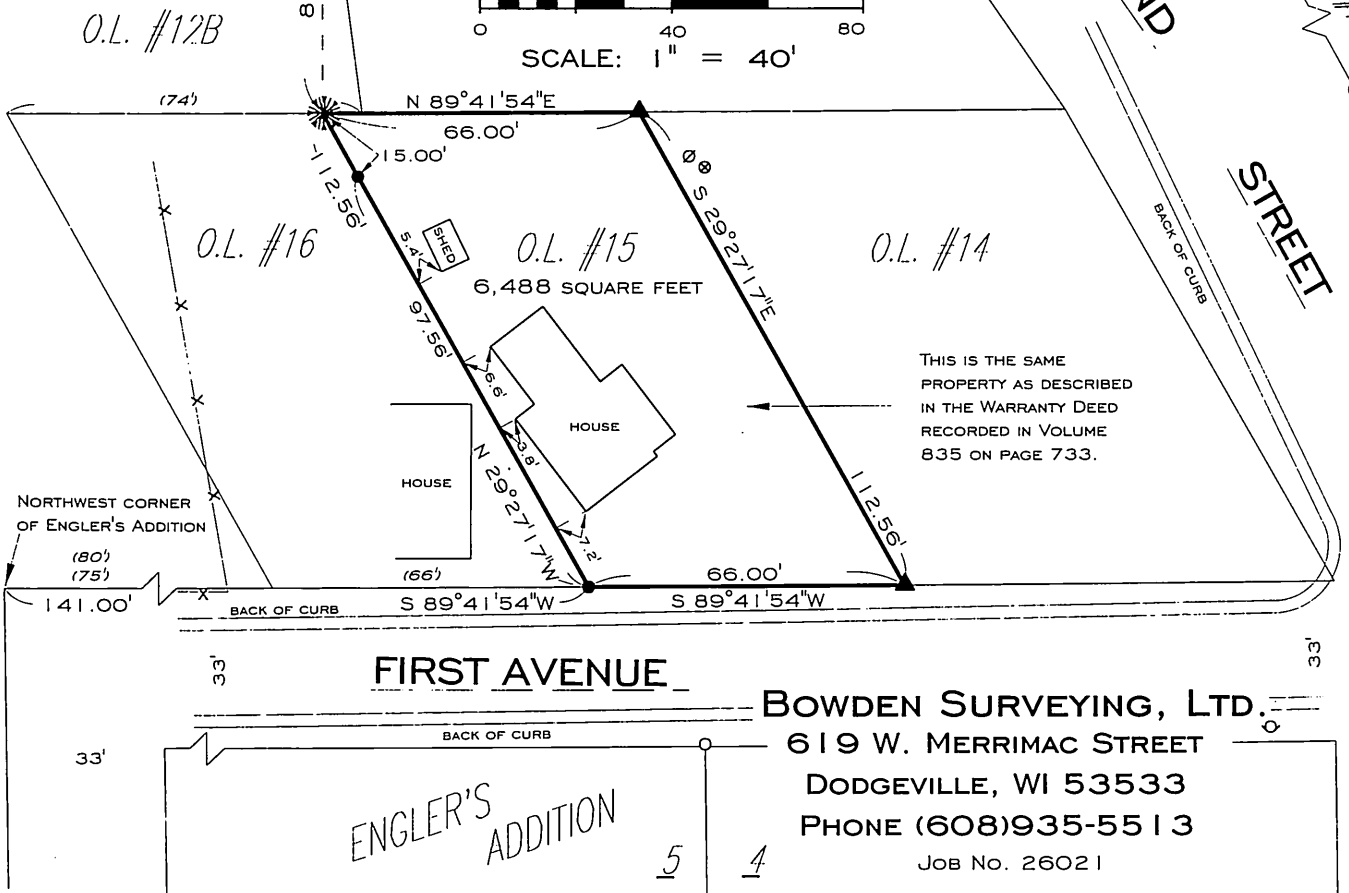 O.L. #12B
8
0 40 80
SCALE: 1" = 40'
ND
STREET
(74')
N 89°41'54"E
66.00'
15.00'
112.56'
O.L. #16
5.4'
SHED
O.L. #15
6,488 SQUARE FEET
S 29°27'17"E
O.L. #14
BACK OF CURB
97.56'
6.6'
HOUSE
3.8'
HOUSE
N 29°27'17"W
7.2'
112.56'
THIS IS THE SAME
PROPERTY AS DESCRIBED
IN THE WARRANTY DEED
RECORDED IN VOLUME
835 ON PAGE 733.
NORTHWEST CORNER
OF ENGLER'S ADDITION
(80')
(75')
141.00'
(66')
66.00'
BACK OF CURB
S 89°41'54"W
S 89°41'54"W
33'
FIRST AVENUE
33'
BACK OF CURB
33'
ENGLER'S
ADDITION
5
4
BOWDEN SURVEYING, LTD.
619 W. MERRIMAC STREET
DODGEVILLE, WI 53533
PHONE (608)935-5513
JOB NO. 26021